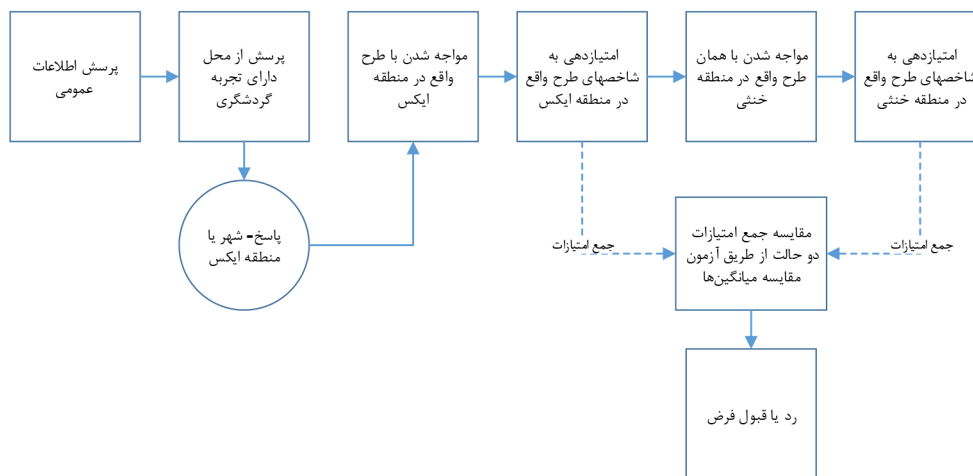 پرسش اطلاعات
عمومی
پرسش از محل
دارای تجربه
گردشگری
پاسخ- شهر یا
منطقه ایکس
مواجه شدن با طرح
واقع در منطقه
ایکس
امتیازدهی به
شاخصهای طرح واقع
در منطقه ایکس
مواجه شدن با همان
طرح واقع در منطقه
خنثی
امتیازدهی به
شاخصهای طرح واقع
در منطقه خنثی
جمع امتیازات
جمع امتیازات
مقایسه جمع امتیازات
دو حالت از طریق آزمون
مقایسه میانگین‌ها
رد یا قبول فرض